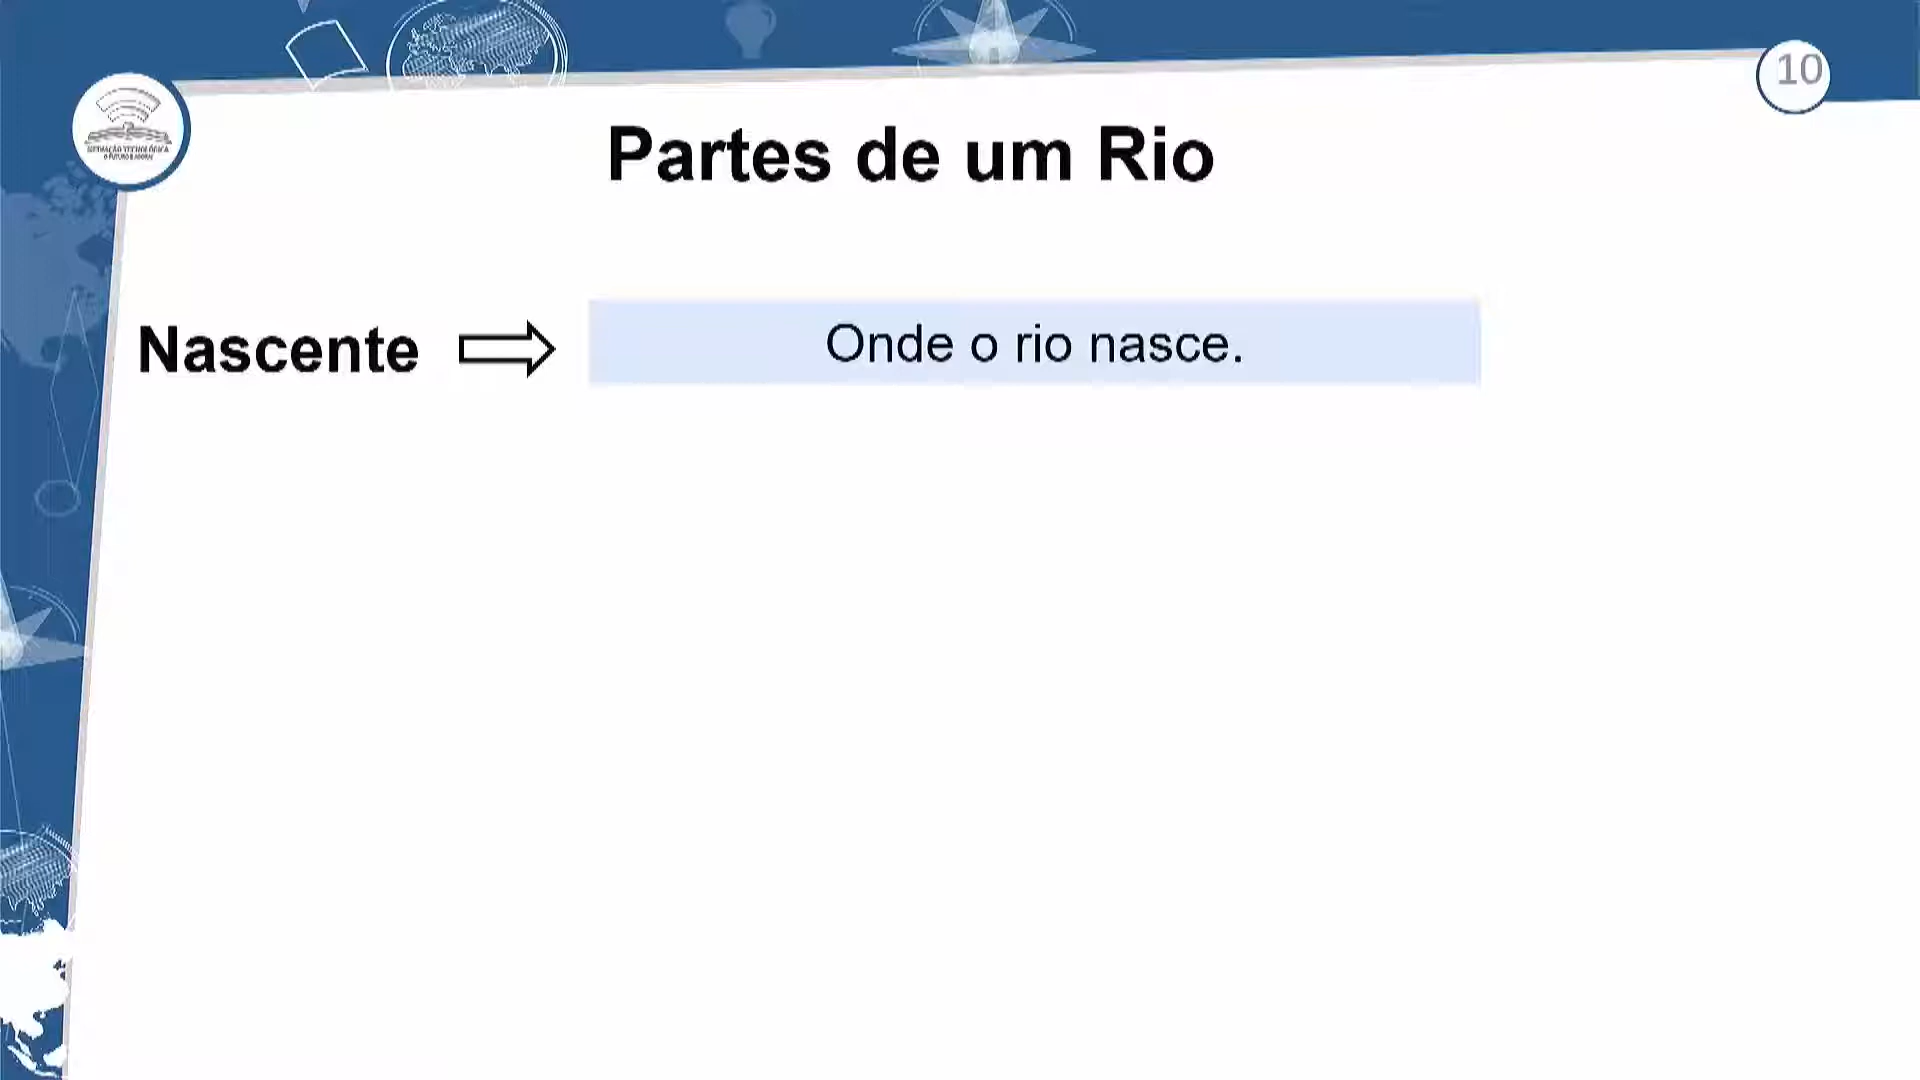 10
Partes de um Rio
Nascente
Onde o rio nasce.